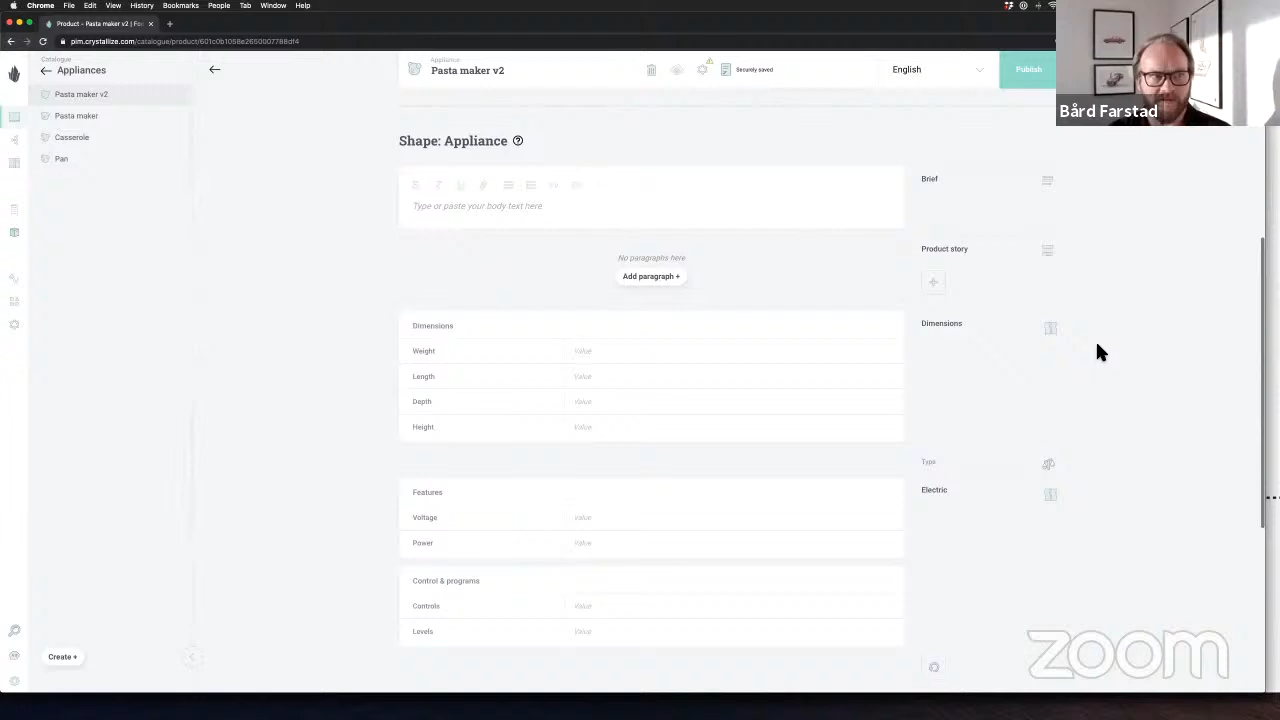 Chrome File Edit View History Bookmarks People Tab Window Help
Product - Pasta maker v2 | Fo
pim.crystallize.com/catalogue/product/601c0b1058e2650007788df4
Catalogue
Appliances
Pasta maker v2
Pasta maker
Casserole
Pan
Create +
Appliance
Pasta maker v2
Securely saved
English
Publish
Bård Farstad
Shape: Appliance
Type or paste your body text here
Brief
No paragraphs here
Add paragraph +
Product story
Dimensions
Weight Value
Length Value
Depth Value
Height Value
Dimensions
Type
Electric
Features
Voltage Value
Power Value
Control & programs
Controls Value
Levels Value
zoom